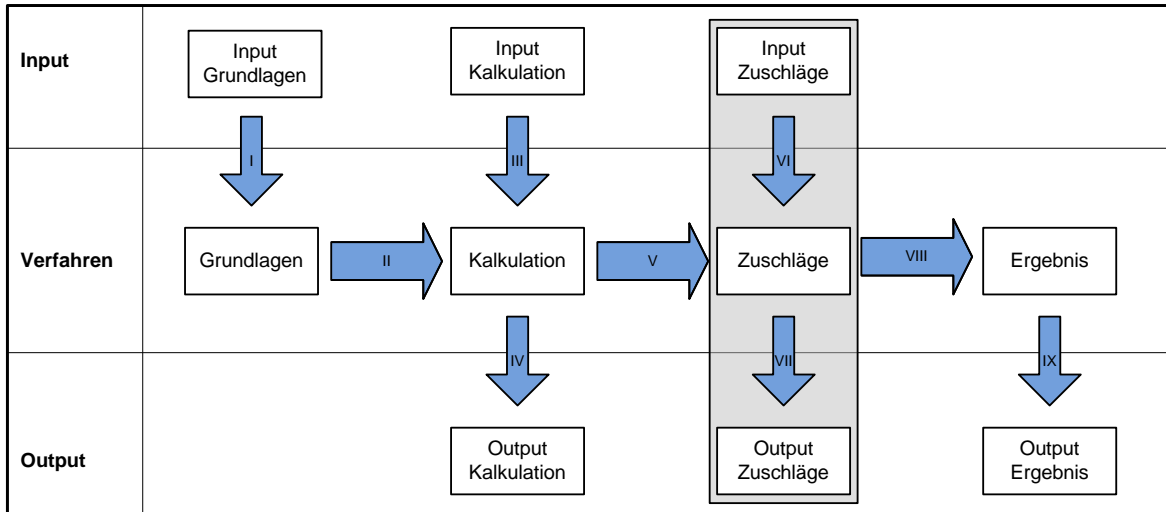 Input
Input
Grundlagen
Input
Kalkulation
Input
Zuschläge
I
III
VI
Verfahren
Grundlagen
II
Kalkulation
V
Zuschläge
VIII
Ergebnis
IV
VII
IX
Output
Output
Kalkulation
Output
Zuschläge
Output
Ergebnis